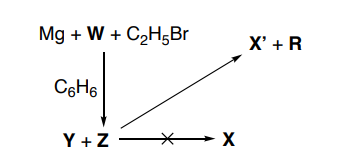 Mg + W + C₂H₅Br
X' + R
C₆H₆
Y + Z
X